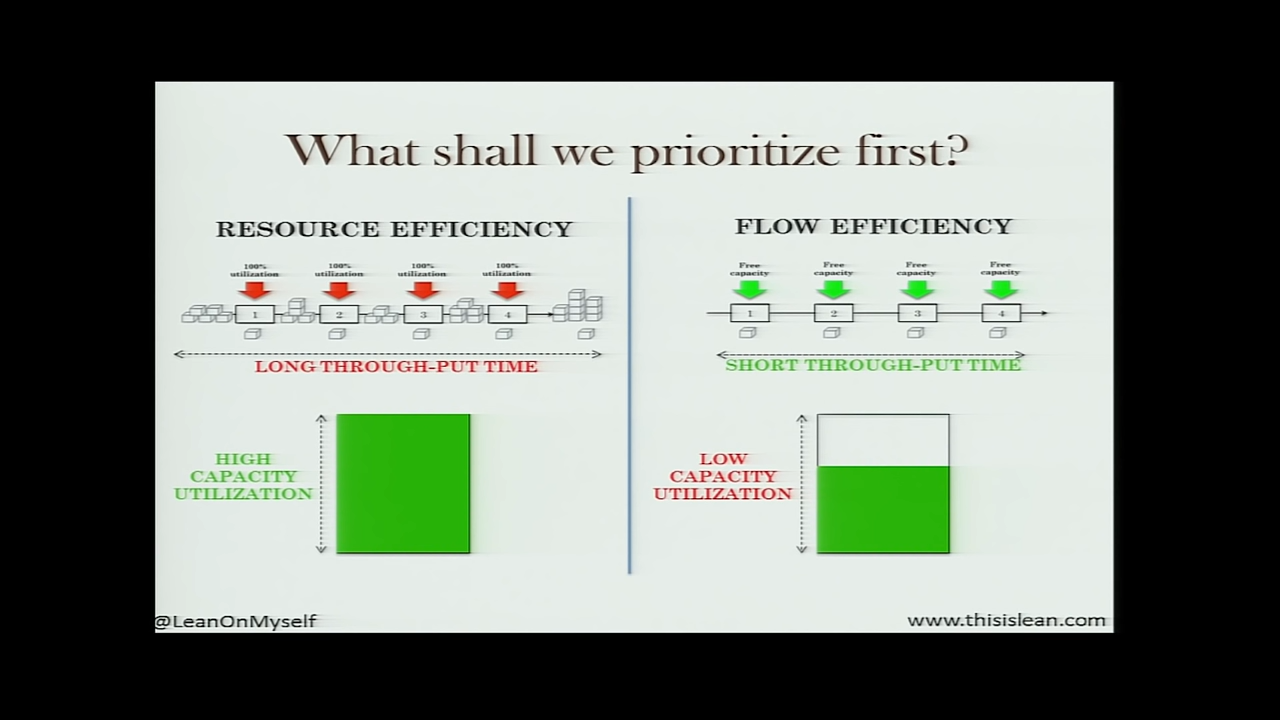 What shall we prioritize first?
RESOURCE EFFICIENCY
100%
utilization
100%
utilization
100%
utilization
100%
utilization
1
2
3
4
LONG THROUGH-PUT TIME
HIGH
CAPACITY
UTILIZATION
FLOW EFFICIENCY
Free
capacity
Free
capacity
Free
capacity
Free
capacity
1
2
3
4
SHORT THROUGH-PUT TIME
LOW
CAPACITY
UTILIZATION
@LeanOnMyself
www.thisislean.com